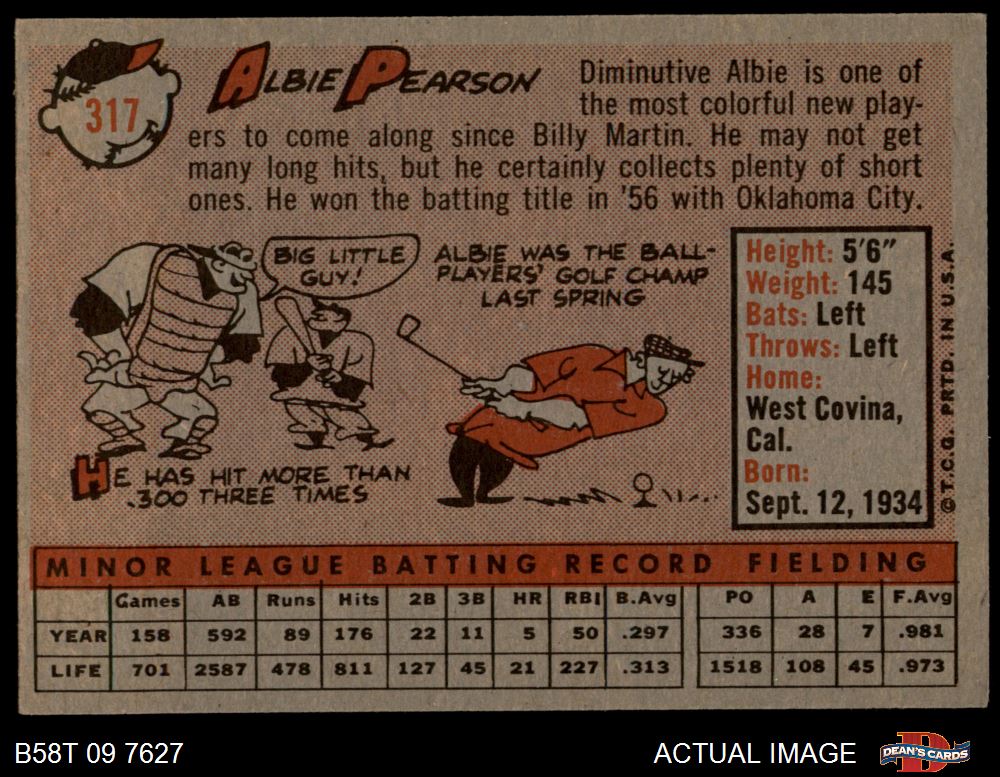 317
ALBIE PEARSON
Diminutive Albie is one of
the most colorful new play-
ers to come along since Billy Martin. He may not get
many long hits, but he certainly collects plenty of short
ones. He won the batting title in '56 with Oklahoma City.
BIG LITTLE
GUY!
HE HAS HIT MORE THAN
.300 THREE TIMES
ALBIE WAS THE BALL-
PLAYERS' GOLF CHAMP
LAST SPRING
Height: 5'6"
Weight: 145
Bats: Left
Throws: Left
Home:
West Covina,
Cal.
Born:
Sept. 12, 1934
© T.C.G. PRTD. IN U.S.A.
MINOR LEAGUE BATTING RECORD FIELDING
Games AB Runs Hits 2B 3B HR RBI B.Avg PO A E F.Avg
YEAR 158 592 89 176 22 11 5 50 .297 336 28 7 .981
LIFE 701 2587 478 811 127 45 21 227 .313 1518 108 45 .973
B58T 09 7627
ACTUAL IMAGE
D
DEAN'S CARDS